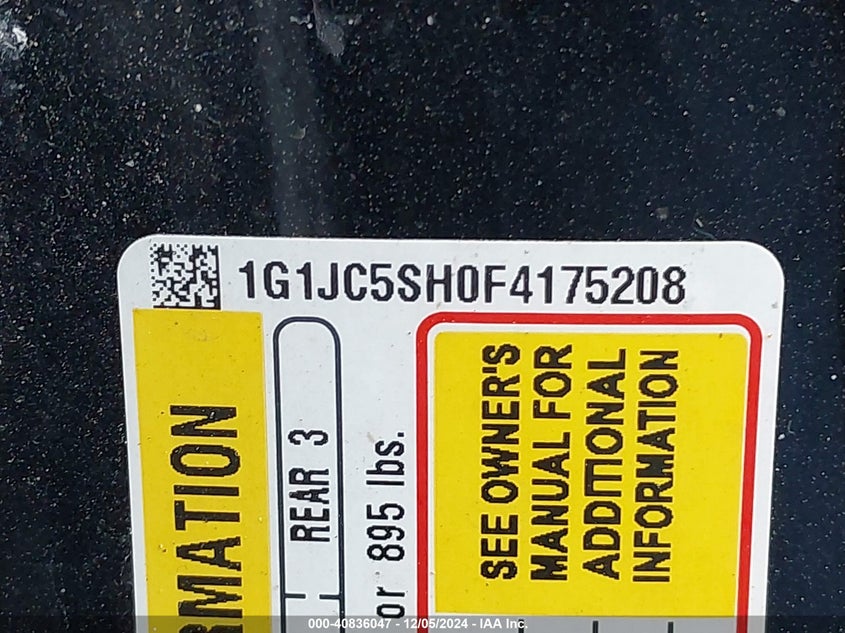 1G1JC5SH0F4175208
RMATION
REAR 3
or 895 lbs.
SEE OWNER'S
MANUAL FOR
ADDITIONAL
INFORMATION
000-40836047 - 12/05/2024 - IAA Inc.